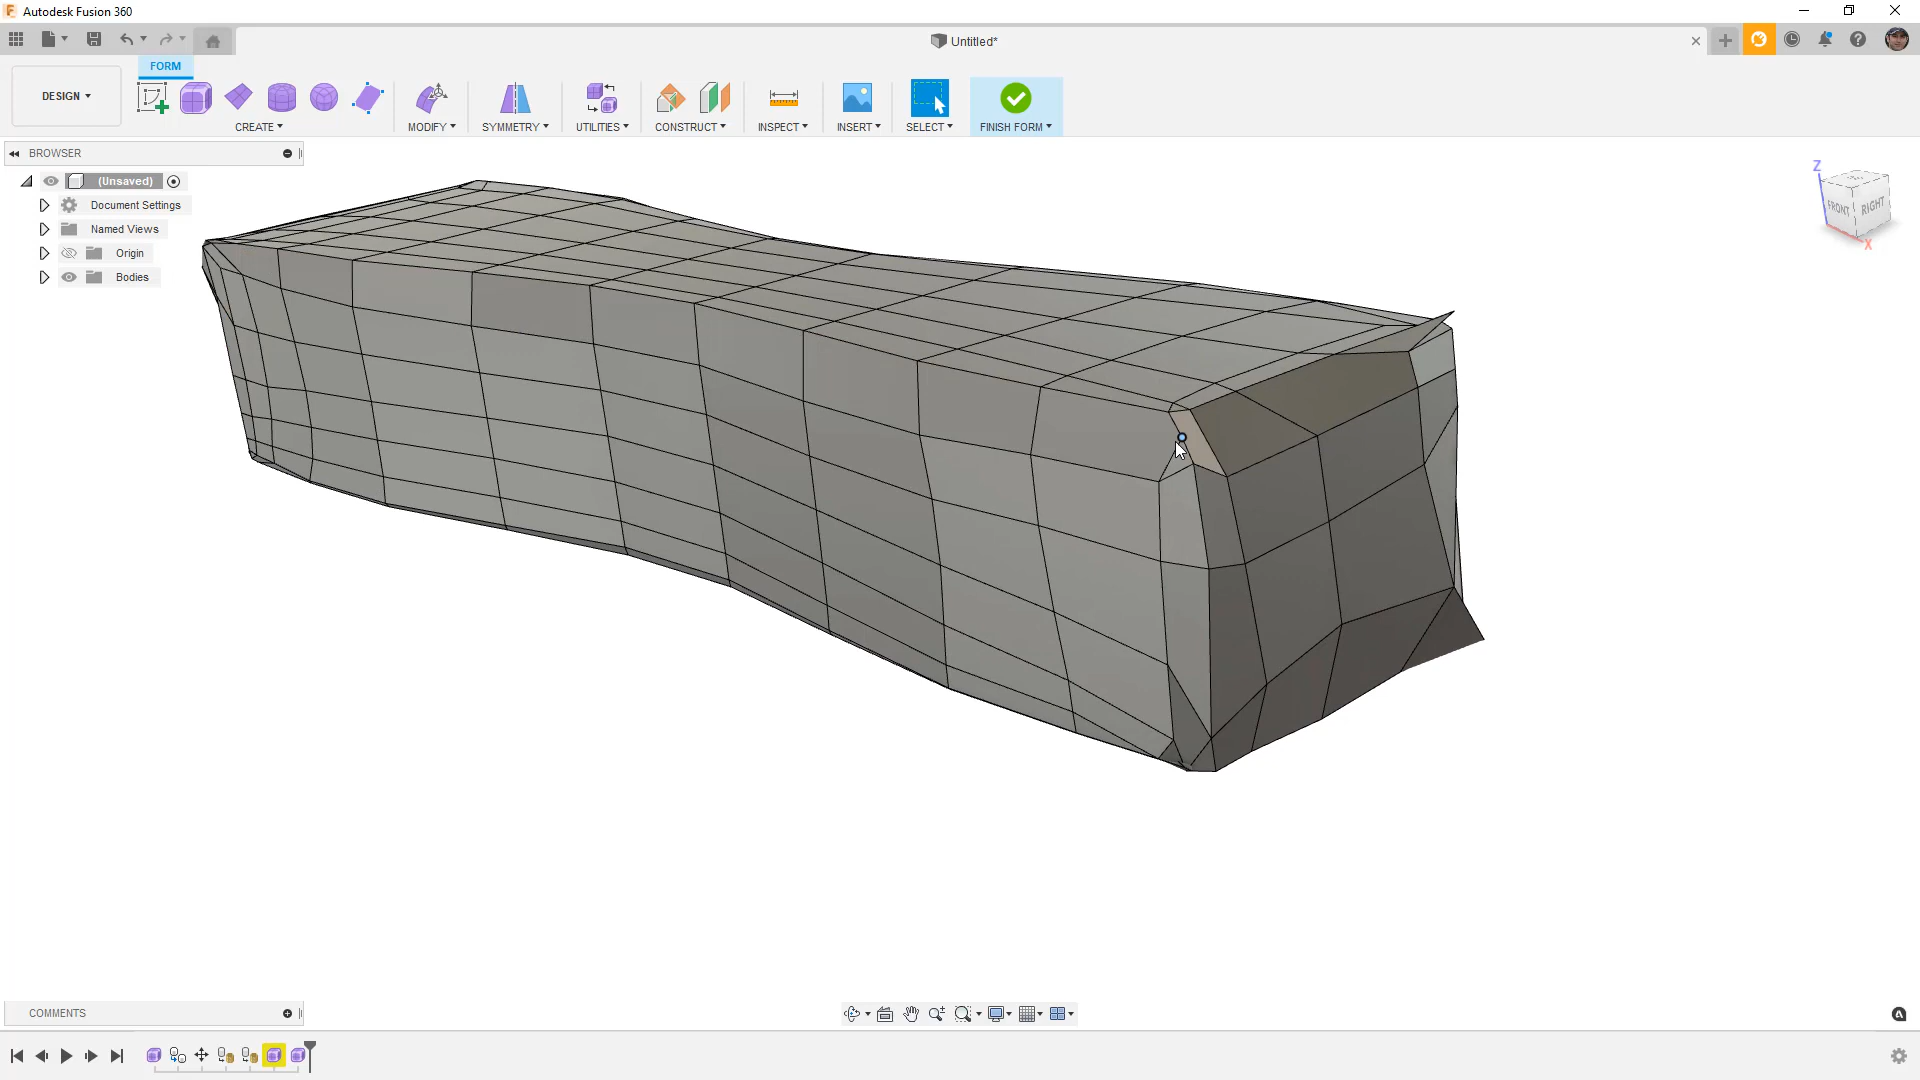 Autodesk Fusion 360
Untitled*
FORM
DESIGN
CREATE
MODIFY
SYMMETRY
UTILITIES
CONSTRUCT
INSPECT
INSERT
SELECT
FINISH FORM
BROWSER
(Unsaved)
Document Settings
Named Views
Origin
Bodies
Z
FRONT
RIGHT
X
COMMENTS